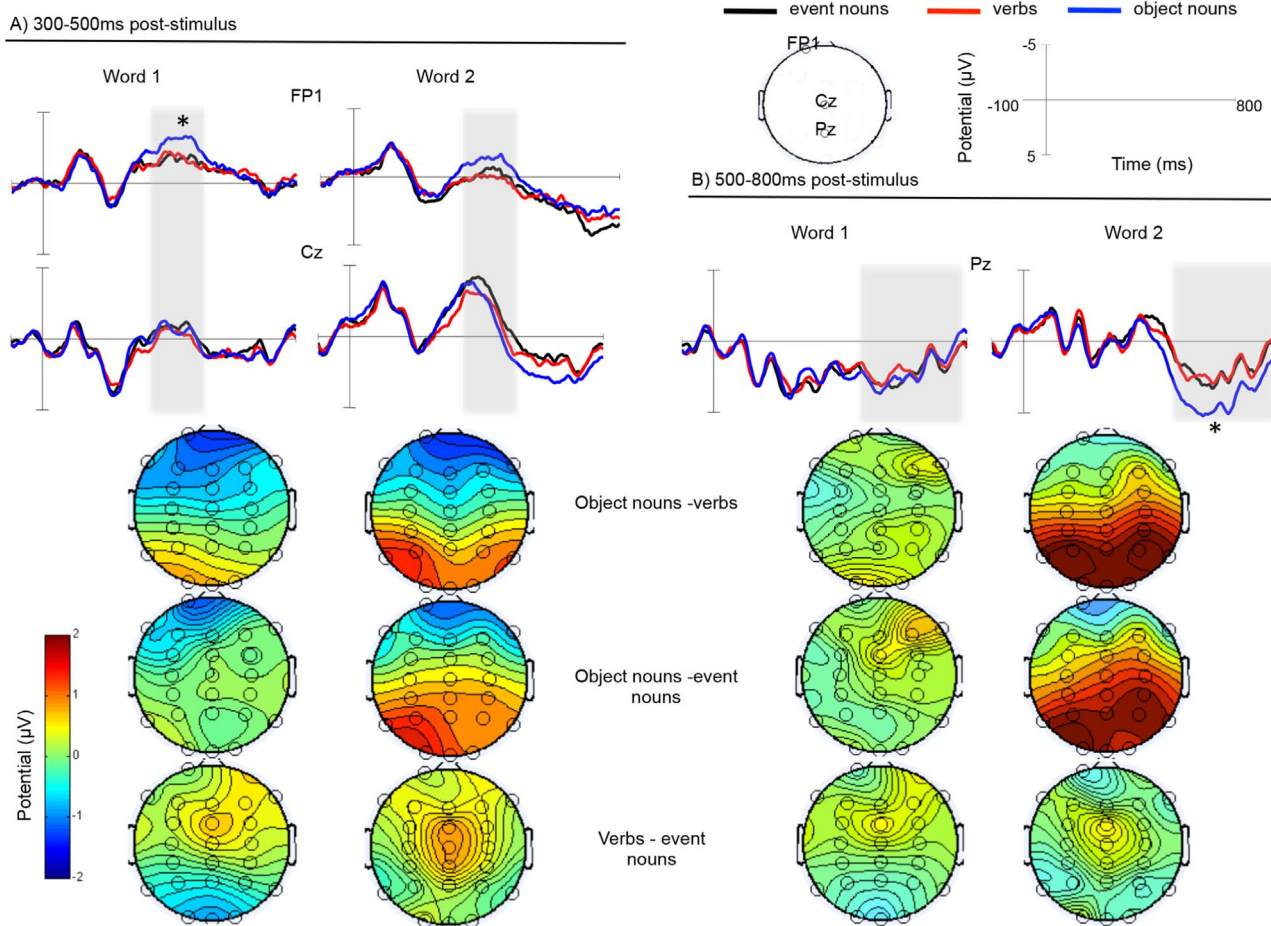 event nouns
verbs
object nouns
A) 300-500ms post-stimulus
Word 1
Word 2
FP1
*
Cz
FP1
Cz
Pz
Potential (µV)
-5
-100
800
5
Time (ms)
B) 500-800ms post-stimulus
Word 1
Word 2
Pz
*
Object nouns -verbs
Object nouns -event
nouns
Verbs - event
nouns
Potential (µV)
2
1
0
-1
-2